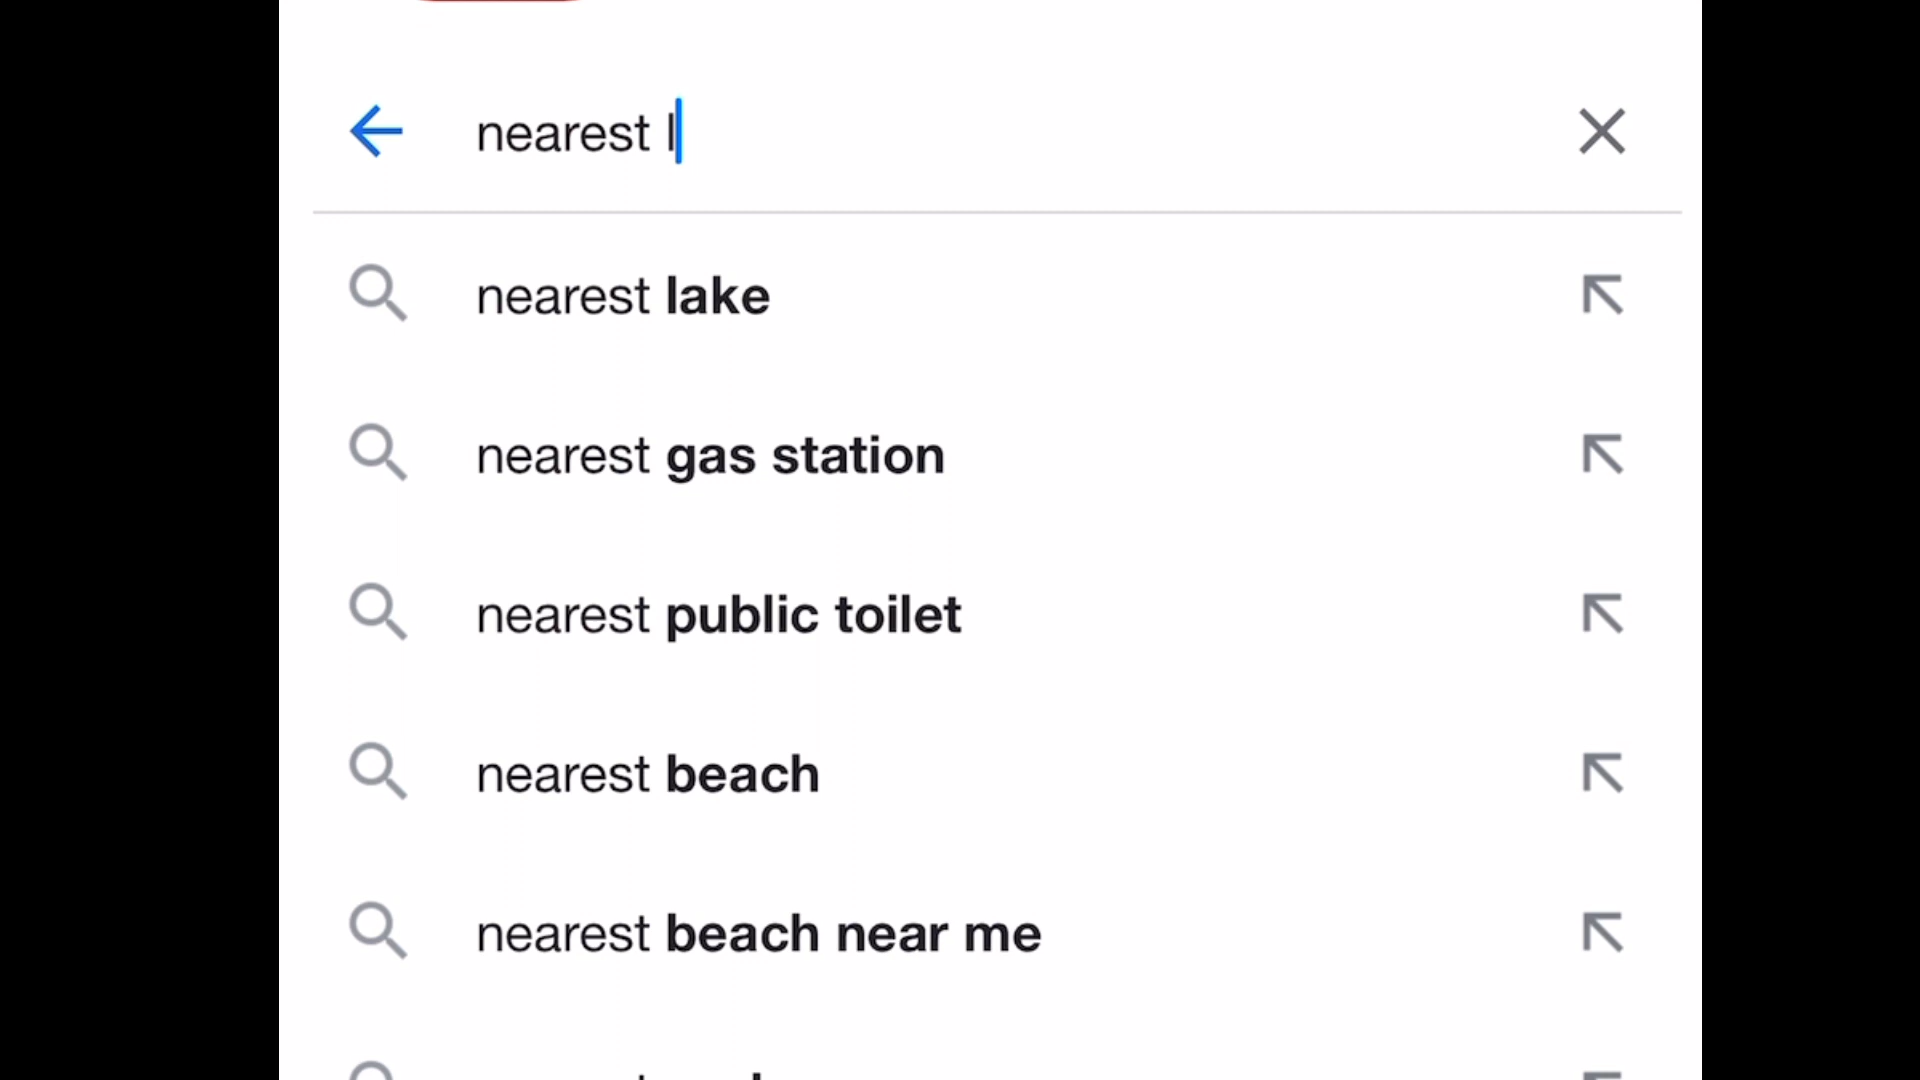 nearest l
nearest lake
nearest gas station
nearest public toilet
nearest beach
nearest beach near me